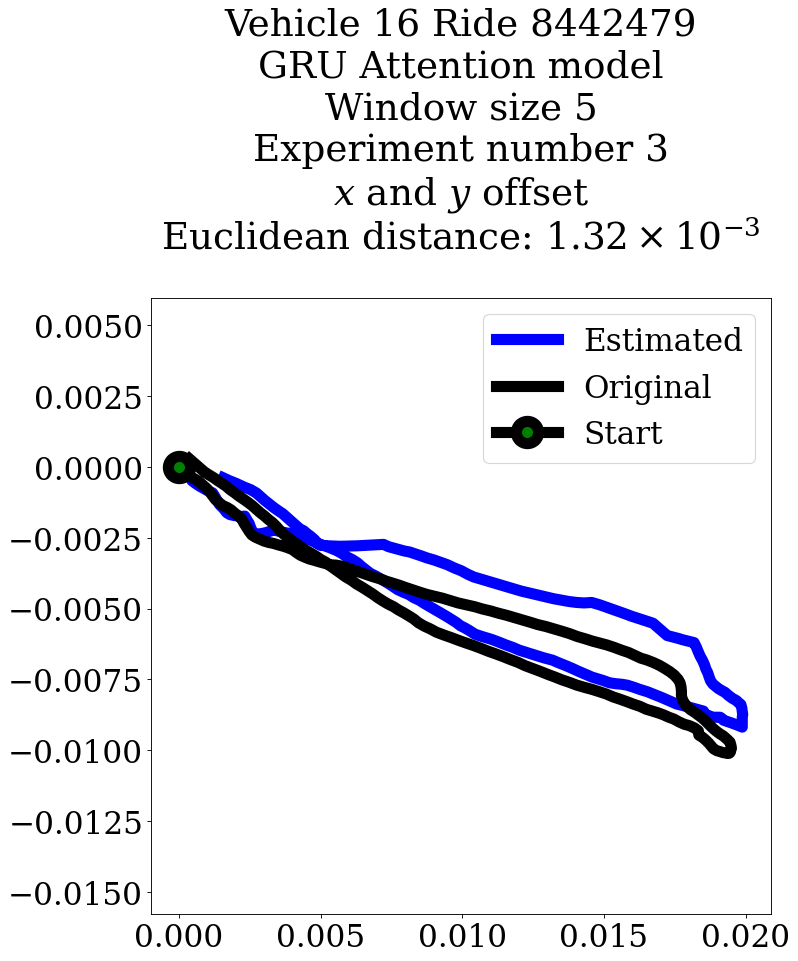 Vehicle 16 Ride 8442479
GRU Attention model
Window size 5
Experiment number 3
x and y offset
Euclidean distance: 1.32 × 10⁻³
Estimated
Original
Start
0.0050
0.0025
0.0000
−0.0025
−0.0050
−0.0075
−0.0100
−0.0125
−0.0150
0.000 0.005 0.010 0.015 0.020